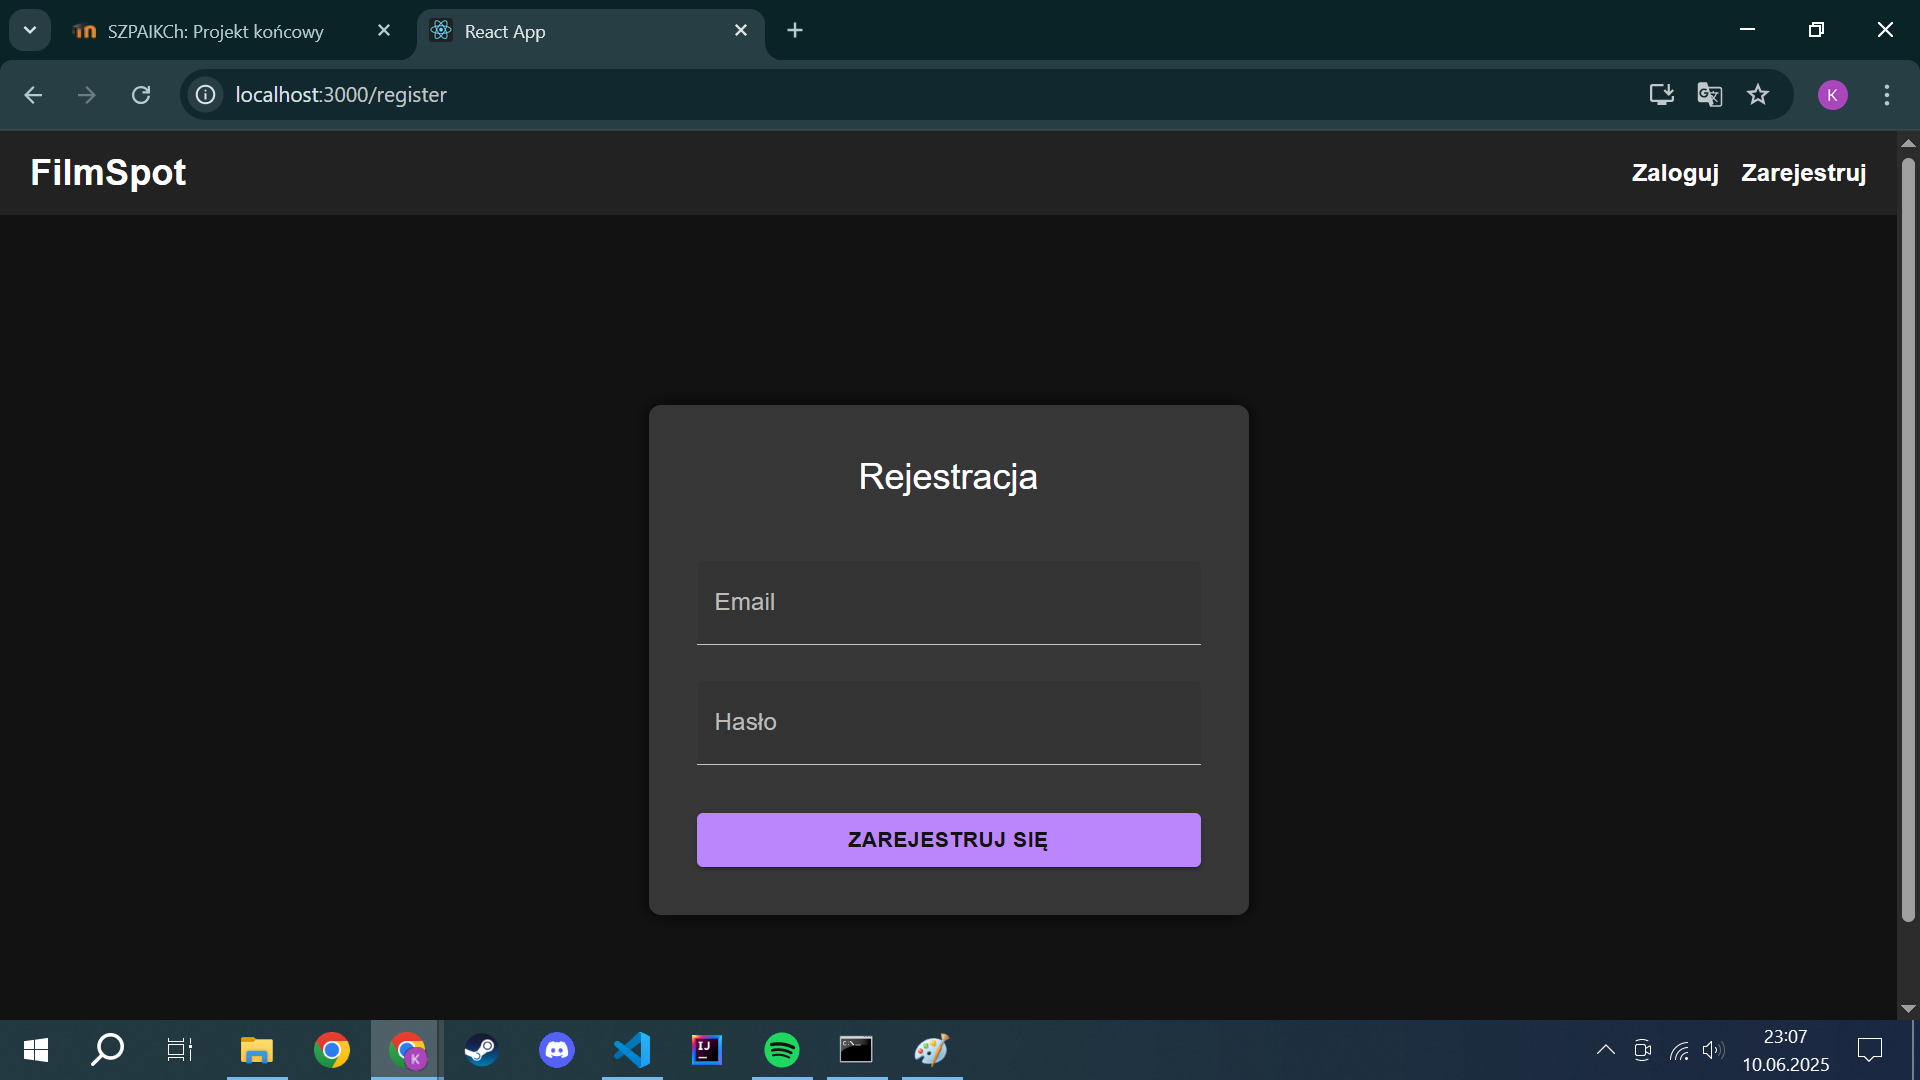 SZPAIKCh: Projekt końcowy
React App
localhost:3000/register
K
FilmSpot
Zaloguj
Zarejestruj
Rejestracja
Email
Hasło
ZAREJESTRUJ SIĘ
K
IJ
23:07
10.06.2025